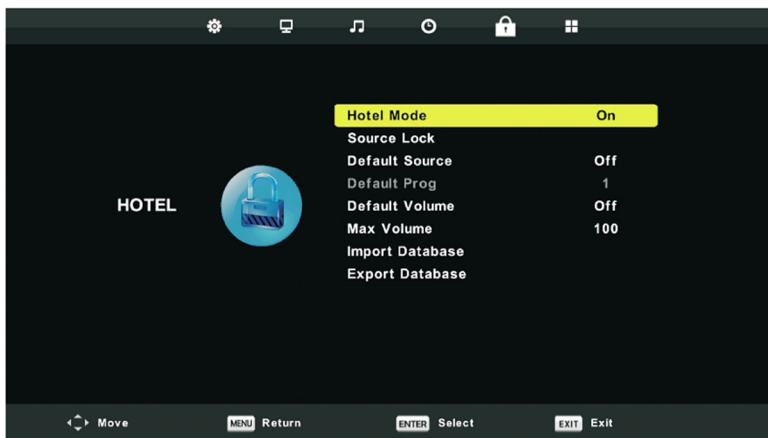 Hotel Mode On
Source Lock
Default Source Off
Default Prog 1
HOTEL
Default Volume Off
Max Volume 100
Import Database
Export Database
Move MENU Return ENTER Select EXIT Exit